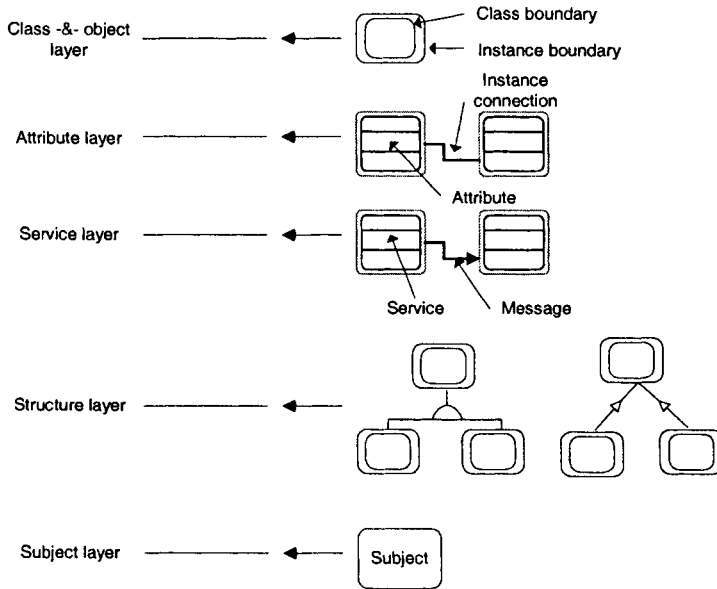 Class -&- object
layer
Class boundary
Instance boundary
Instance
connection
Attribute layer
Attribute
Service layer
Service
Message
Structure layer
Subject layer
Subject